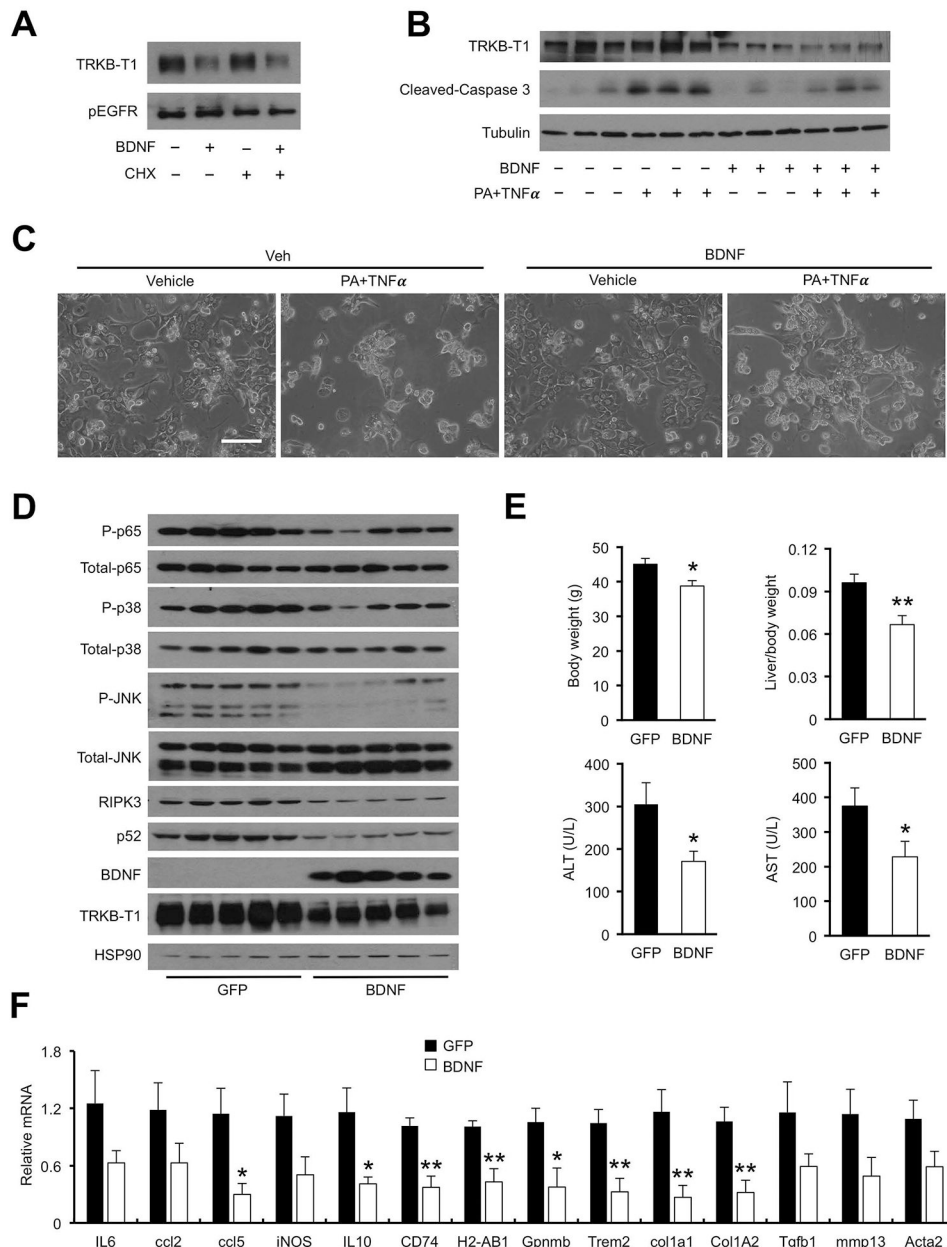 A
TRKB-T1
pEGFR
BDNF − + − +
CHX − − + +
B
TRKB-T1
Cleaved-Caspase 3
Tubulin
BDNF − − − − − − + + + + + +
PA+TNFα − − − + + + − − − + + +
C
Veh BDNF
Vehicle PA+TNFα Vehicle PA+TNFα
D
P-p65
Total-p65
P-p38
Total-p38
P-JNK
Total-JNK
RIPK3
p52
BDNF
TRKB-T1
HSP90
GFP BDNF
E
Body weight (g)
50
40
30
20
10
0
*
GFP BDNF
Liver/body weight
0.12
0.09
0.06
0.03
0
**
GFP BDNF
ALT (U/L)
400
300
200
100
0
*
GFP BDNF
AST (U/L)
500
400
300
200
100
0
*
GFP BDNF
F
GFP
BDNF
Relative mRNA
1.8
1.2
0.6
0
* * ** ** * ** ** **
IL6 ccl2 ccl5 iNOS IL10 CD74 H2-AB1 Gpnmb Trem2 col1a1 Col1A2 Tgfb1 mmp13 Acta2